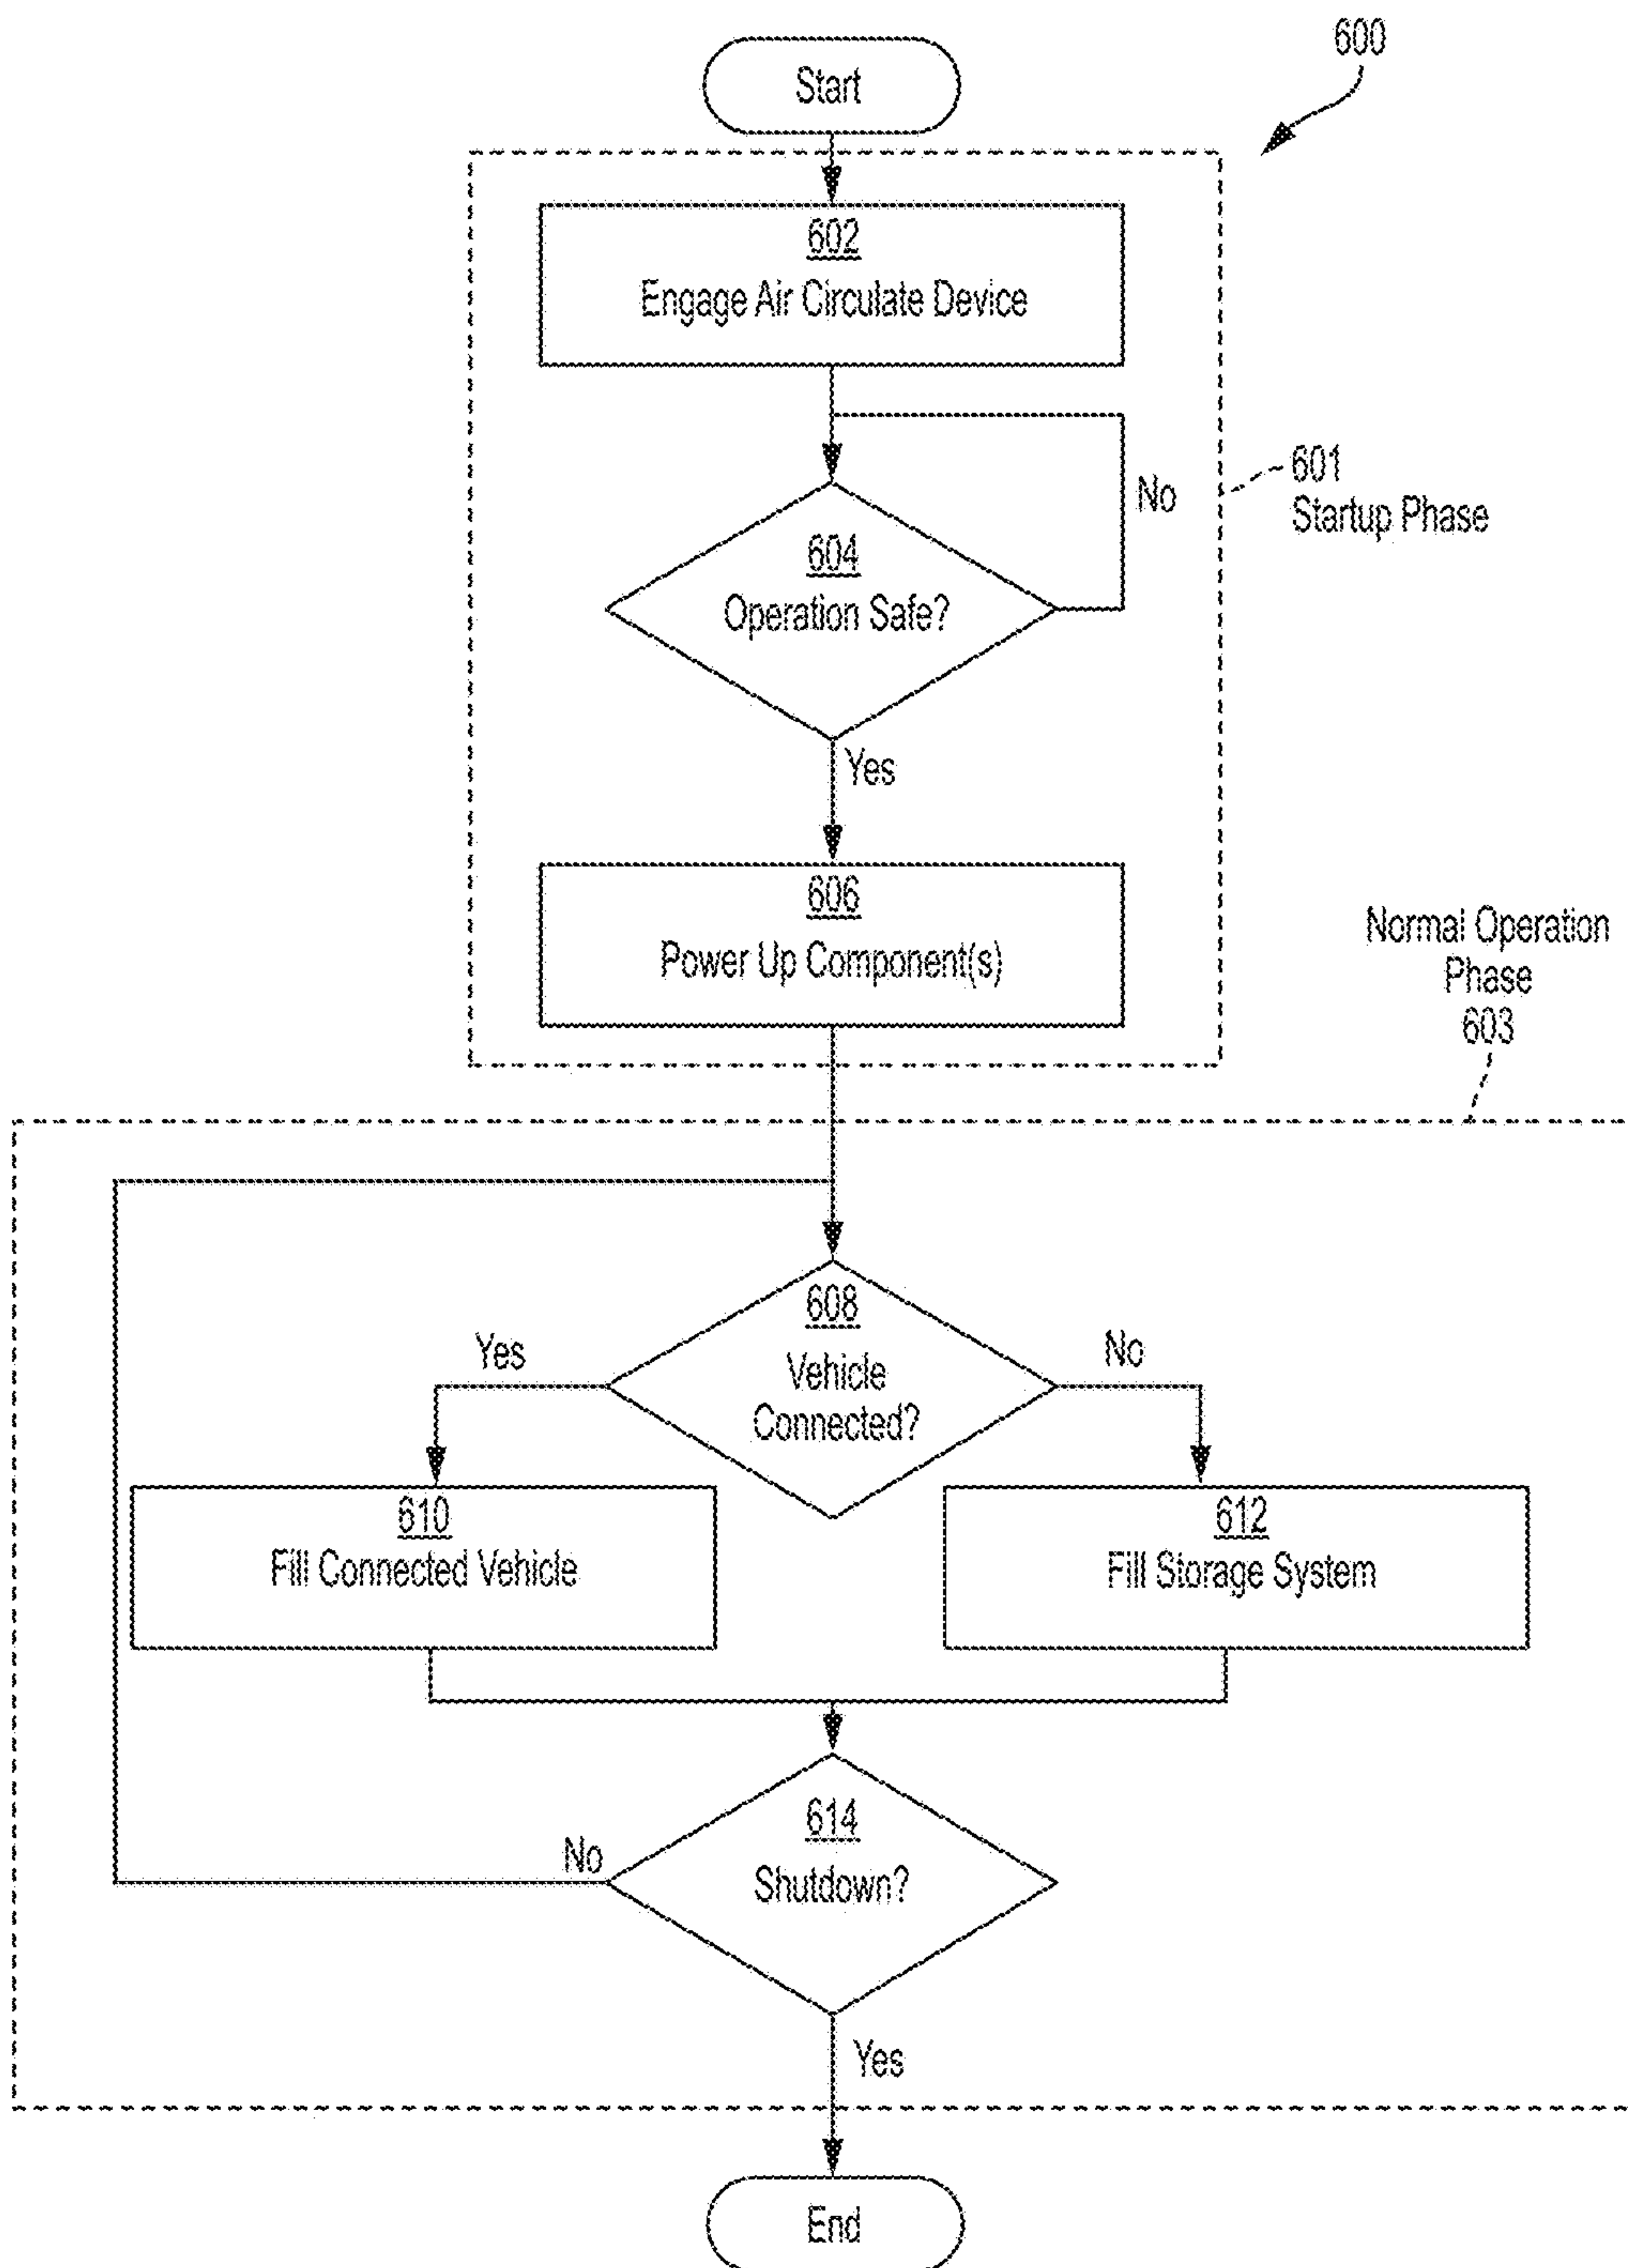 600
Start
602
Engage Air Circulate Device
No
601
Startup Phase
604
Operation Safe?
Yes
606
Power Up Component(s)
Normal Operation
Phase
603
608
Vehicle
Connected?
Yes
No
610
Fill Connected Vehicle
612
Fill Storage System
614
Shutdown?
No
Yes
End